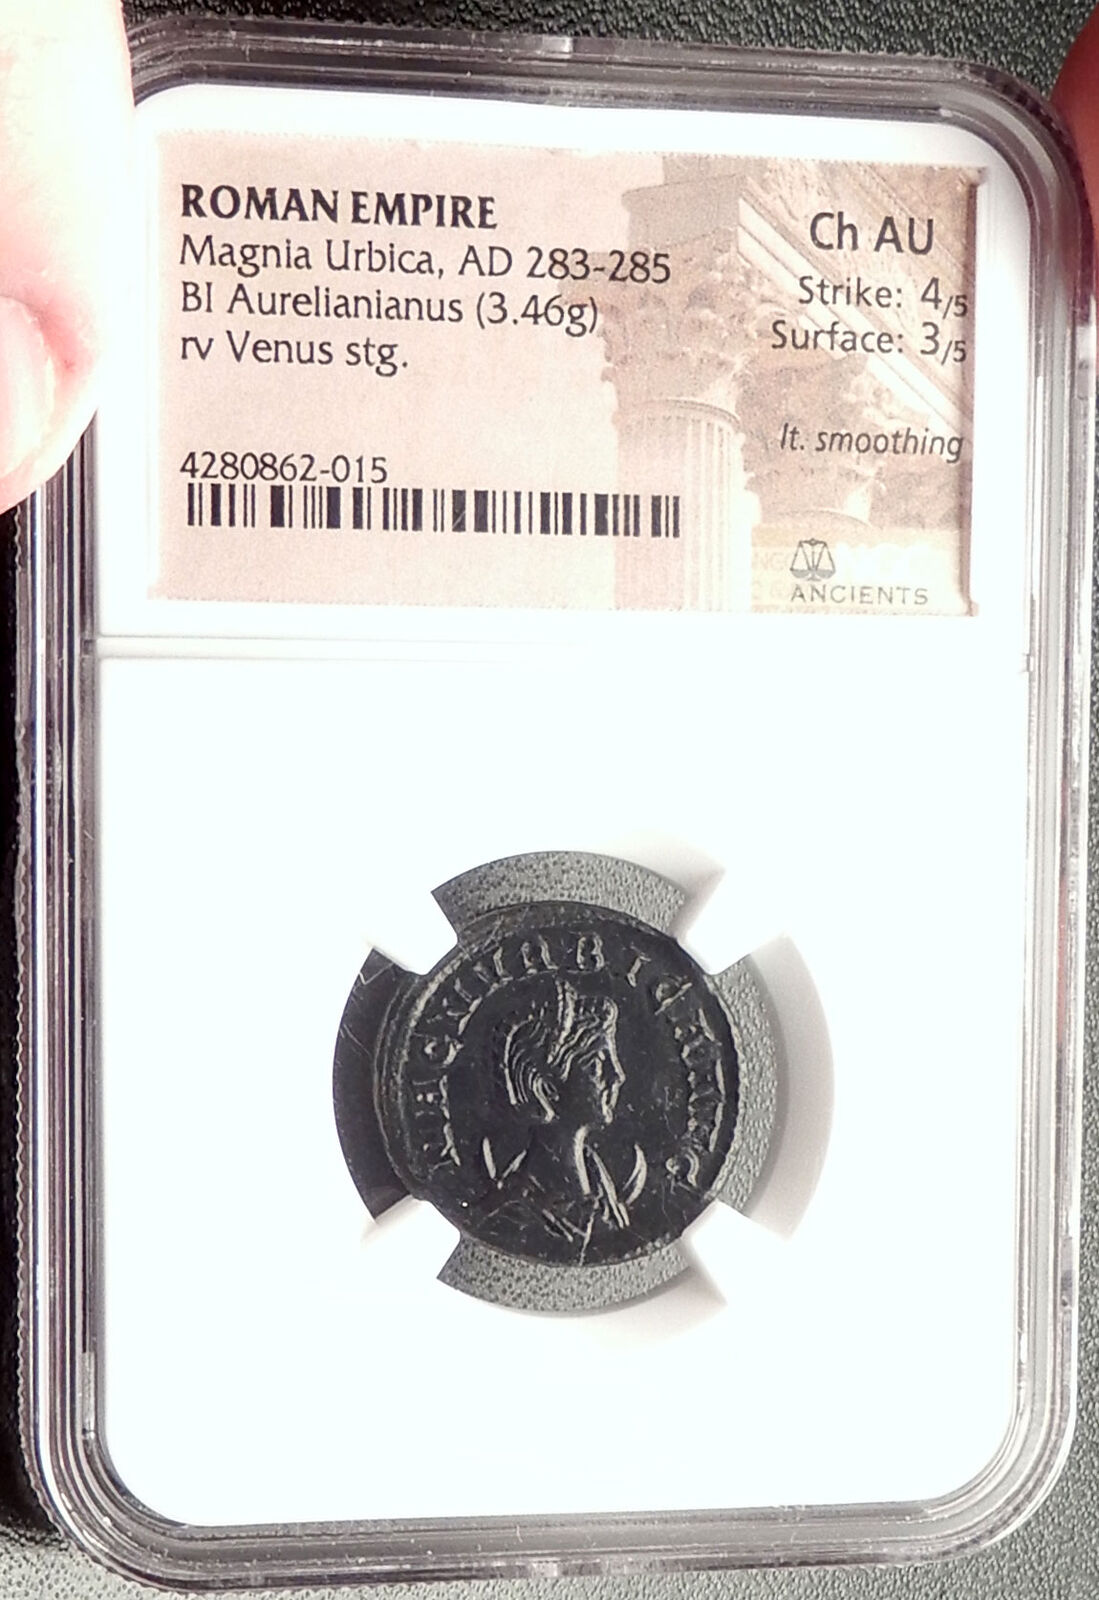 ROMAN EMPIRE
Magnia Urbica, AD 283-285
BI Aurelianianus (3.46g)
rv Venus stg.
4280862-015
Ch AU
Strike: 4/5
Surface: 3/5
lt. smoothing
ANCIENTS